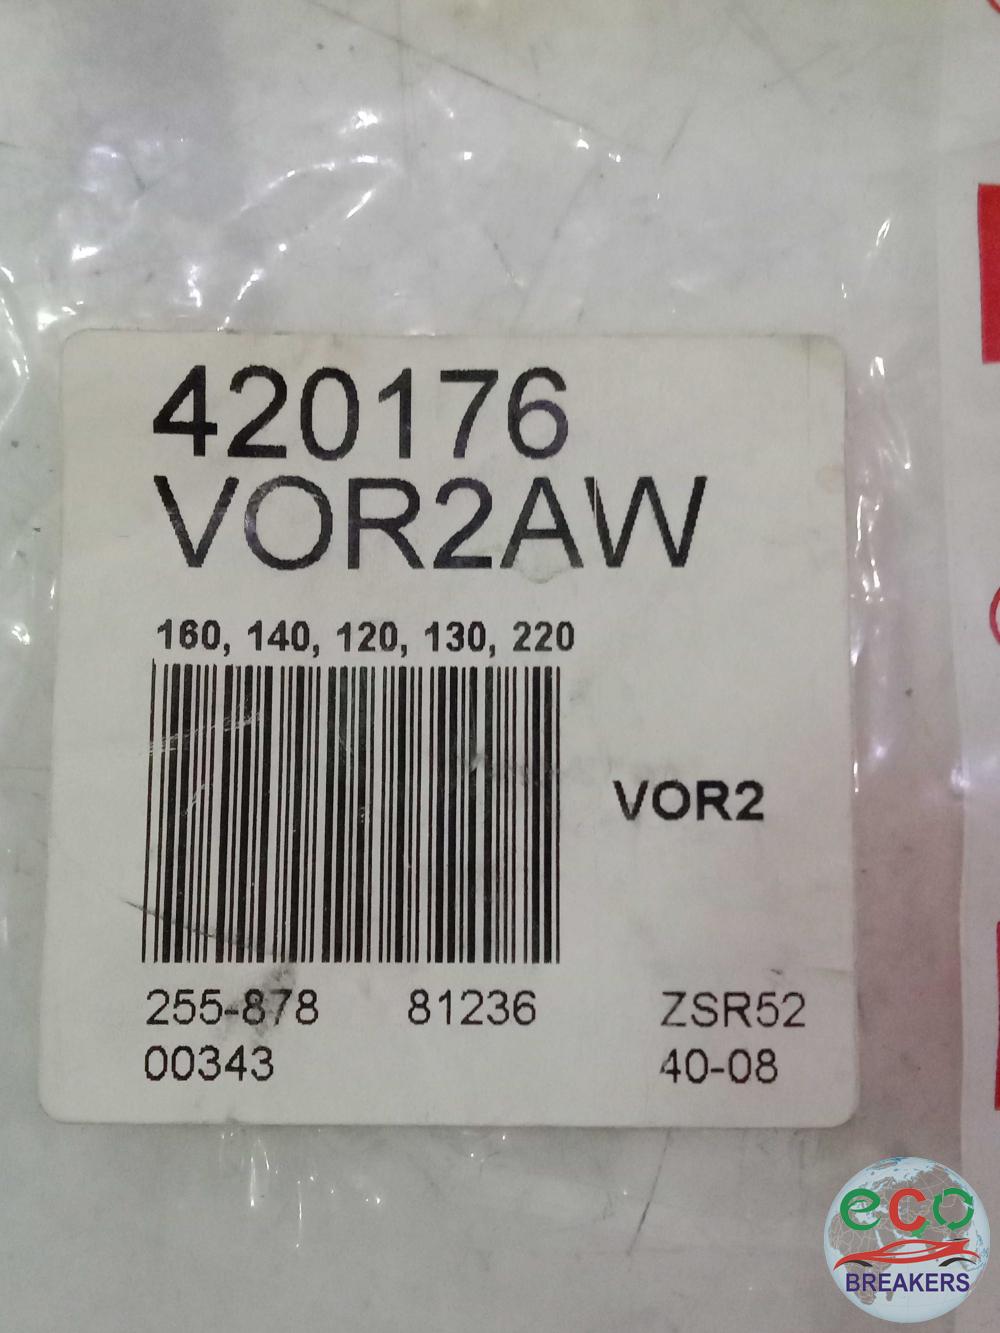 420176
VOR2AW
160, 140, 120, 130, 220
VOR2
255-878 81236 ZSR52
00343 40-08
eco
BREAKERS